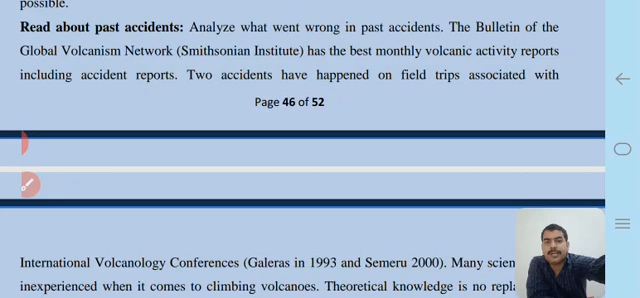 possible.
Read about past accidents: Analyze what went wrong in past accidents. The Bulletin of the
Global Volcanism Network (Smithsonian Institute) has the best monthly volcanic activity reports
including accident reports. Two accidents have happened on field trips associated with
Page 46 of 52
International Volcanology Conferences (Galeras in 1993 and Semeru 2000). Many
inexperienced when it comes to climbing volcanoes. Theoretical knowledge is no